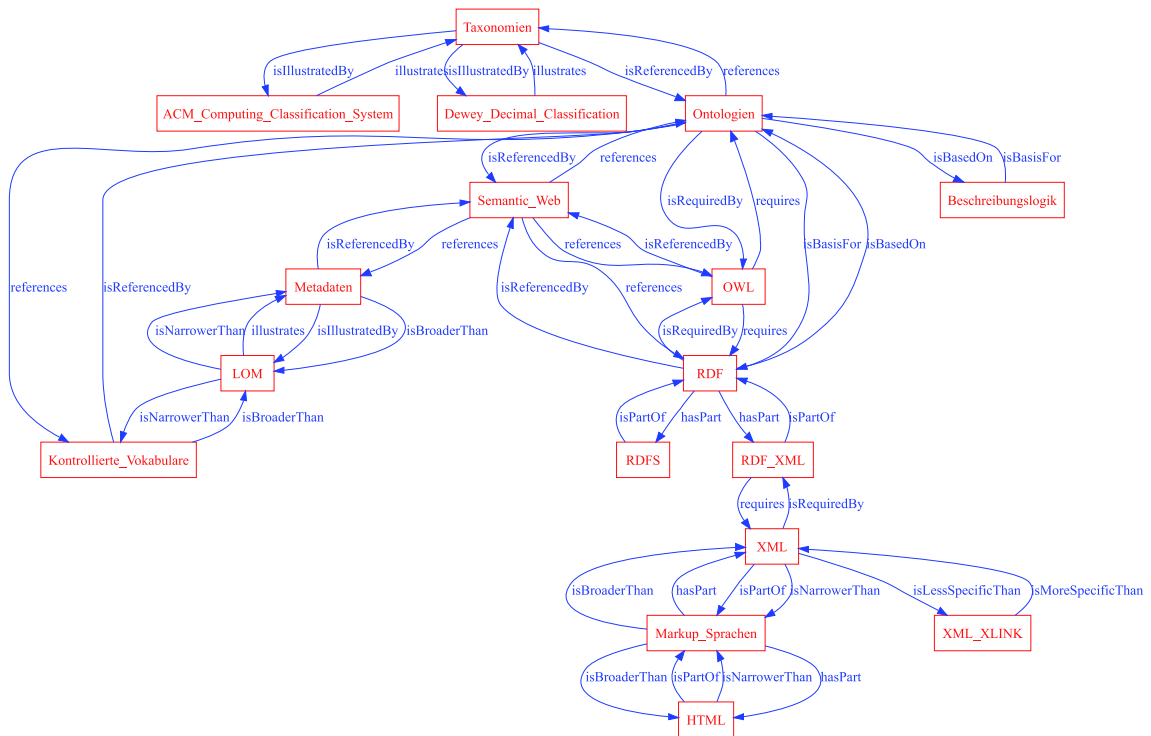 Taxonomien
isIllustratedBy
illustrates
isIllustratedBy
illustrates
isReferencedBy
references
ACM_Computing_Classification_System
Dewey_Decimal_Classification
Ontologien
isReferencedBy
references
isBasedOn
isBasisFor
Semantic_Web
isRequiredBy
requires
Beschreibungslogik
isReferencedBy
references
references
isReferencedBy
isBasisFor
isBasedOn
references
isReferencedBy
Metadaten
isReferencedBy
references
OWL
isNarrowerThan
illustrates
isIllustratedBy
isBroaderThan
isRequiredBy
requires
LOM
RDF
isNarrowerThan
isBroaderThan
isPartOf
hasPart
hasPart
isPartOf
Kontrollierte_Vokabulare
RDFS
RDF_XML
requires
isRequiredBy
XML
isBroaderThan
hasPart
isPartOf
isNarrowerThan
isLessSpecificThan
isMoreSpecificThan
Markup_Sprachen
XML_XLINK
isBroaderThan
isPartOf
isNarrowerThan
hasPart
HTML